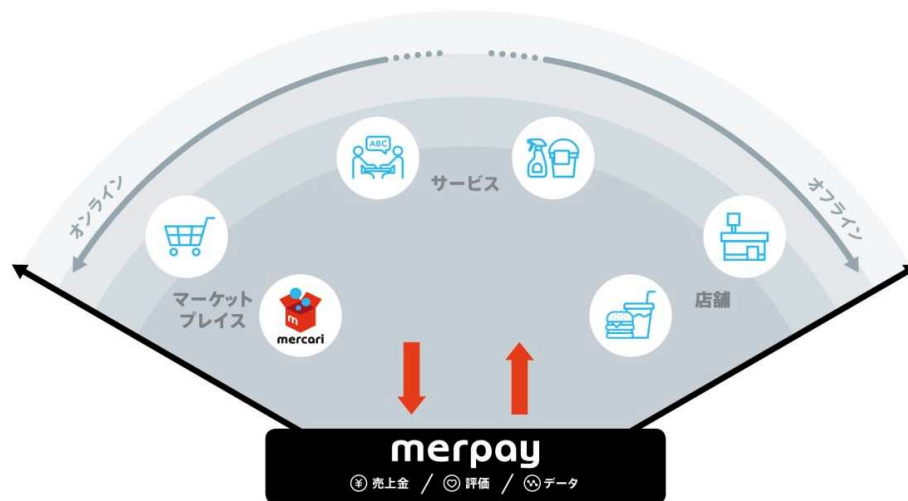 ABC
サービス
オンライン
オフライン
マーケット
プレイス
m
mercari
店舗
merpay
¥ 売上金 / 評価 / データ